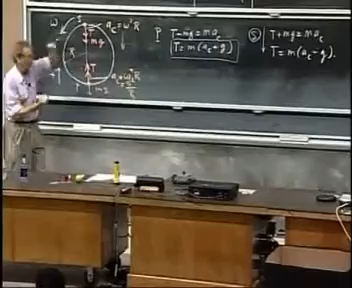 ω
S
a_c = ω²R
T
mg
R
T
a_c = ω²R
P
mg
P T - mg = ma_c
T = m(a_c + g)
S T + mg = ma_c
T = m(a_c - g).